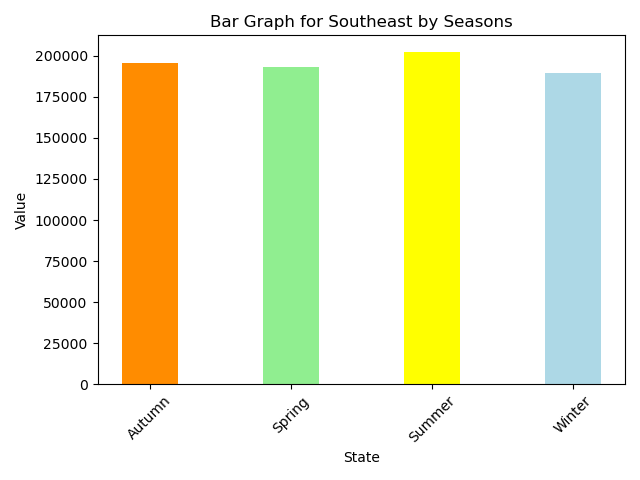 Bar Graph for Southeast by Seasons
200000
175000
150000
125000
100000
75000
50000
25000
0
Value
Autumn
Spring
Summer
Winter
State